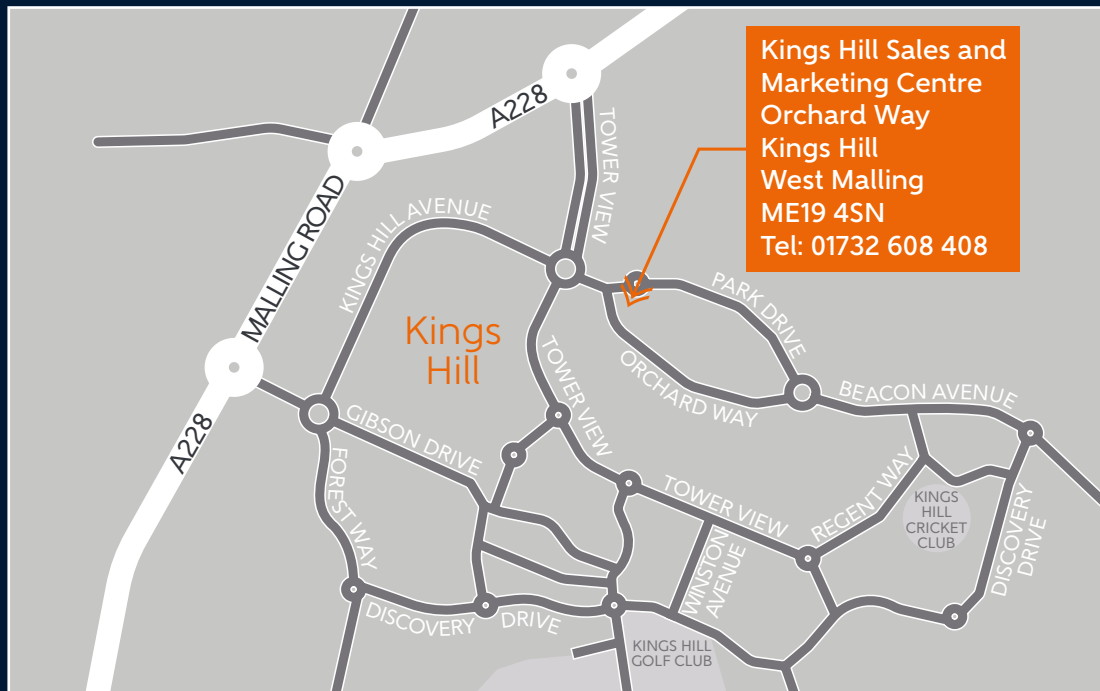 Kings Hill Sales and
Marketing Centre
Orchard Way
Kings Hill
West Malling
ME19 4SN
Tel: 01732 608 408
A228
TOWER VIEW
MALLING ROAD
KINGS HILL AVENUE
PARK DRIVE
Kings
Hill
TOWER VIEW
ORCHARD WAY
BEACON AVENUE
A228
GIBSON DRIVE
FOREST WAY
TOWER VIEW
REGENT WAY
KINGS
HILL
CRICKET
CLUB
DISCOVERY
DRIVE
WINSTON
AVENUE
DISCOVERY DRIVE
KINGS HILL
GOLF CLUB